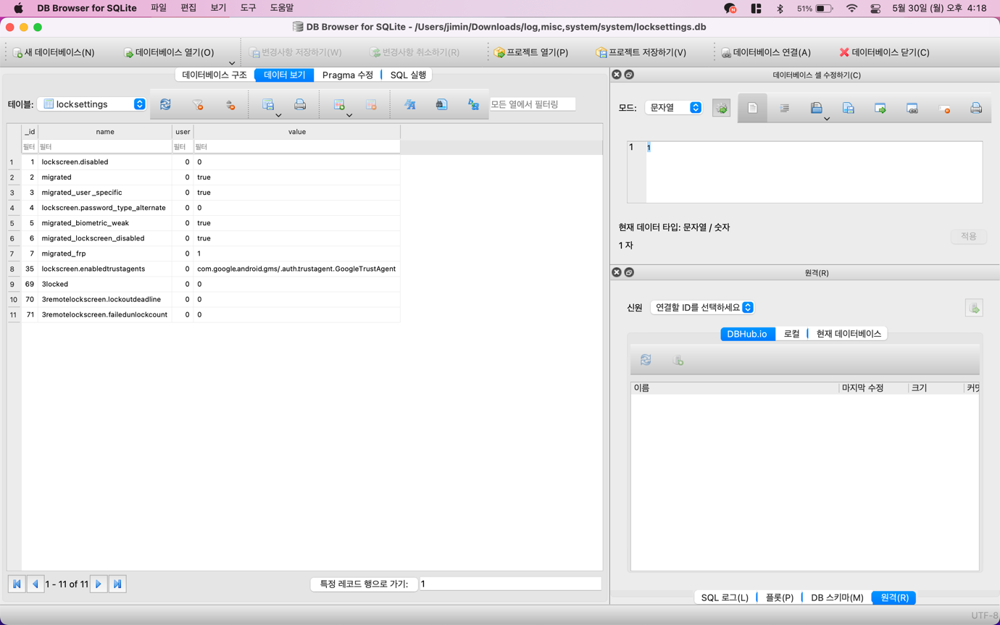 DB Browser for SQLite 파일 편집 보기 도구 도움말 51% 5월 30일 (월) 오후 4:18
DB Browser for SQLite - /Users/jimin/Downloads/log,misc,system/system/locksettings.db
새 데이터베이스(N) 데이터베이스 열기(O) 변경사항 저장하기(W) 변경사항 취소하기(R) 프로젝트 열기(P) 프로젝트 저장하기(V) 데이터베이스 연결(A) 데이터베이스 닫기(C)
데이터베이스 구조 데이터 보기 Pragma 수정 SQL 실행
테이블: locksettings 모든 열에서 필터링
_id name user value
필터 필터 필터 필터
1 1 lockscreen.disabled 0 0
2 2 migrated 0 true
3 3 migrated_user_specific 0 true
4 4 lockscreen.password_type_alternate 0 0
5 5 migrated_biometric_weak 0 true
6 6 migrated_lockscreen_disabled 0 true
7 7 migrated_frp 0 1
8 35 lockscreen.enabledtrustagents 0 com.google.android.gms/.auth.trustagent.GoogleTrustAgent
9 69 3locked 0 0
10 70 3remotelockscreen.lockoutdeadline 0 0
11 71 3remotelockscreen.failedunlockcount 0 0
1 - 11 of 11 특정 레코드 행으로 가기: 1
데이터베이스 셀 수정하기(C)
모드: 문자열
1 1
현재 데이터 타입: 문자열 / 숫자
1 자
적용
원격(R)
신원 연결할 ID를 선택하세요
DBHub.io 로컬 현재 데이터베이스
이름 마지막 수정 크기
SQL 로그(L) 플롯(P) DB 스키마(M) 원격(R)
UTF-8